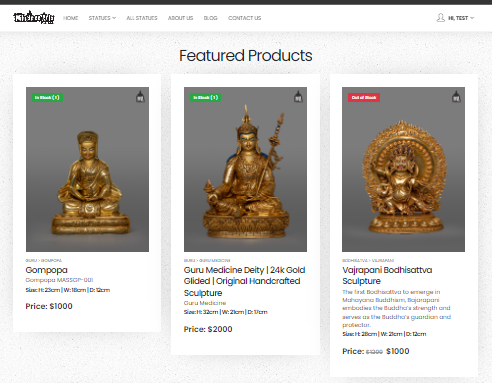 HOME STATUES ALL STATUES ABOUT US BLOG CONTACT US HI, TEST
Featured Products
In Stock (1)
GURU > GOMPOPA
Gompopa
Gompopa MASSGP-001
Size: H: 23cm | W: 18cm | D: 12cm
Price: $1000
In Stock (1)
GURU > GURU MEDICINE
Guru Medicine Deity | 24k Gold
Glided | Original Handcrafted
Sculpture
Guru Medicine
Size: H: 32cm | W: 21cm | D: 17cm
Price: $2000
Out of Stock
BODHISATVA > VAJRAPANI
Vajrapani Bodhisattva
Sculpture
The first Bodhisattva to emerge in
Mahayana Buddhism, Bajarapani
embodies the Buddha's strength and
serves as the Buddha's guardian and
protector.
Size: H: 28cm | W: 21cm | D: 12cm
Price: $1200 $1000